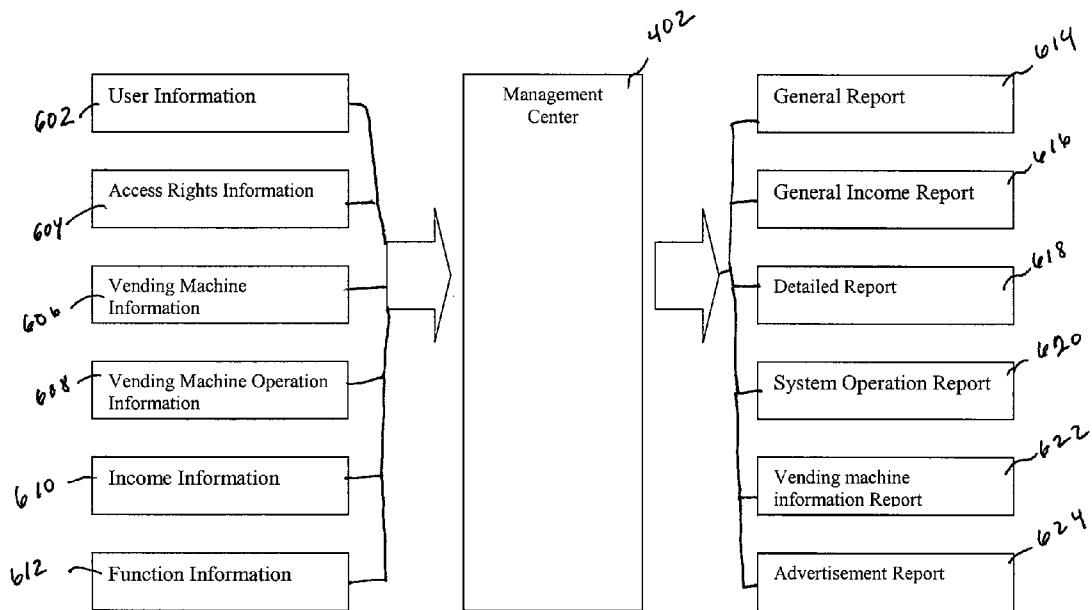 402
614
User Information
Management
Center
General Report
602
616
Access Rights Information
General Income Report
604
618
Vending Machine
Information
Detailed Report
606
620
Vending Machine Operation
Information
System Operation Report
608
622
Income Information
Vending machine
information Report
610
624
Function Information
Advertisement Report
612